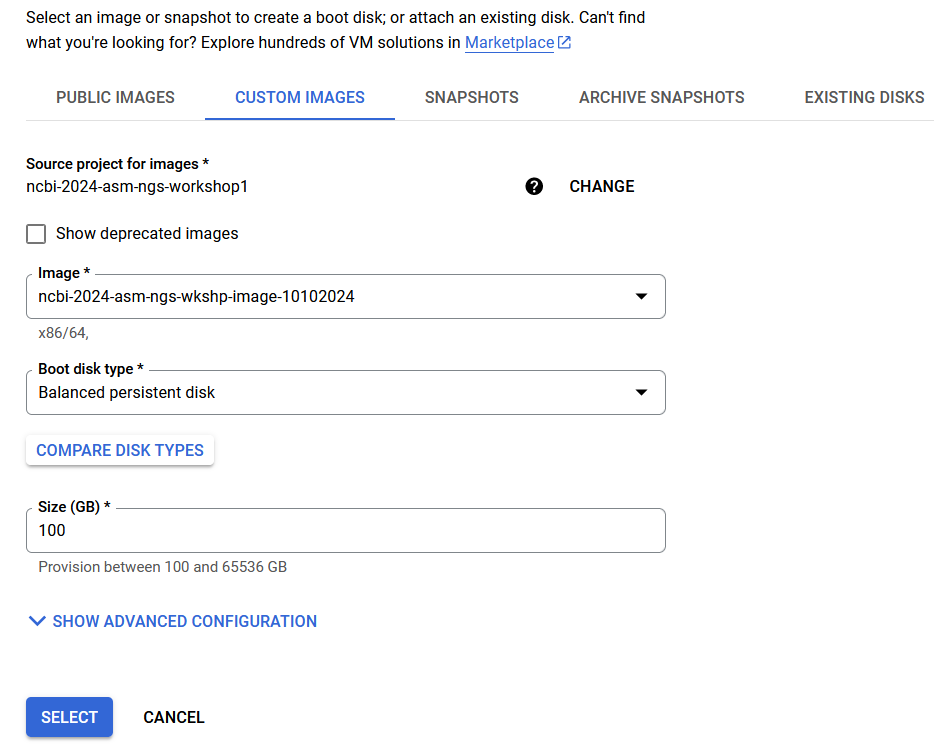 Select an image or snapshot to create a boot disk; or attach an existing disk. Can't find
what you're looking for? Explore hundreds of VM solutions in Marketplace
PUBLIC IMAGES CUSTOM IMAGES SNAPSHOTS ARCHIVE SNAPSHOTS EXISTING DISKS
Source project for images *
ncbi-2024-asm-ngs-workshop1 ? CHANGE
Show deprecated images
Image *
ncbi-2024-asm-ngs-wkshp-image-10102024
x86/64,
Boot disk type *
Balanced persistent disk
COMPARE DISK TYPES
Size (GB) *
100
Provision between 100 and 65536 GB
SHOW ADVANCED CONFIGURATION
SELECT CANCEL